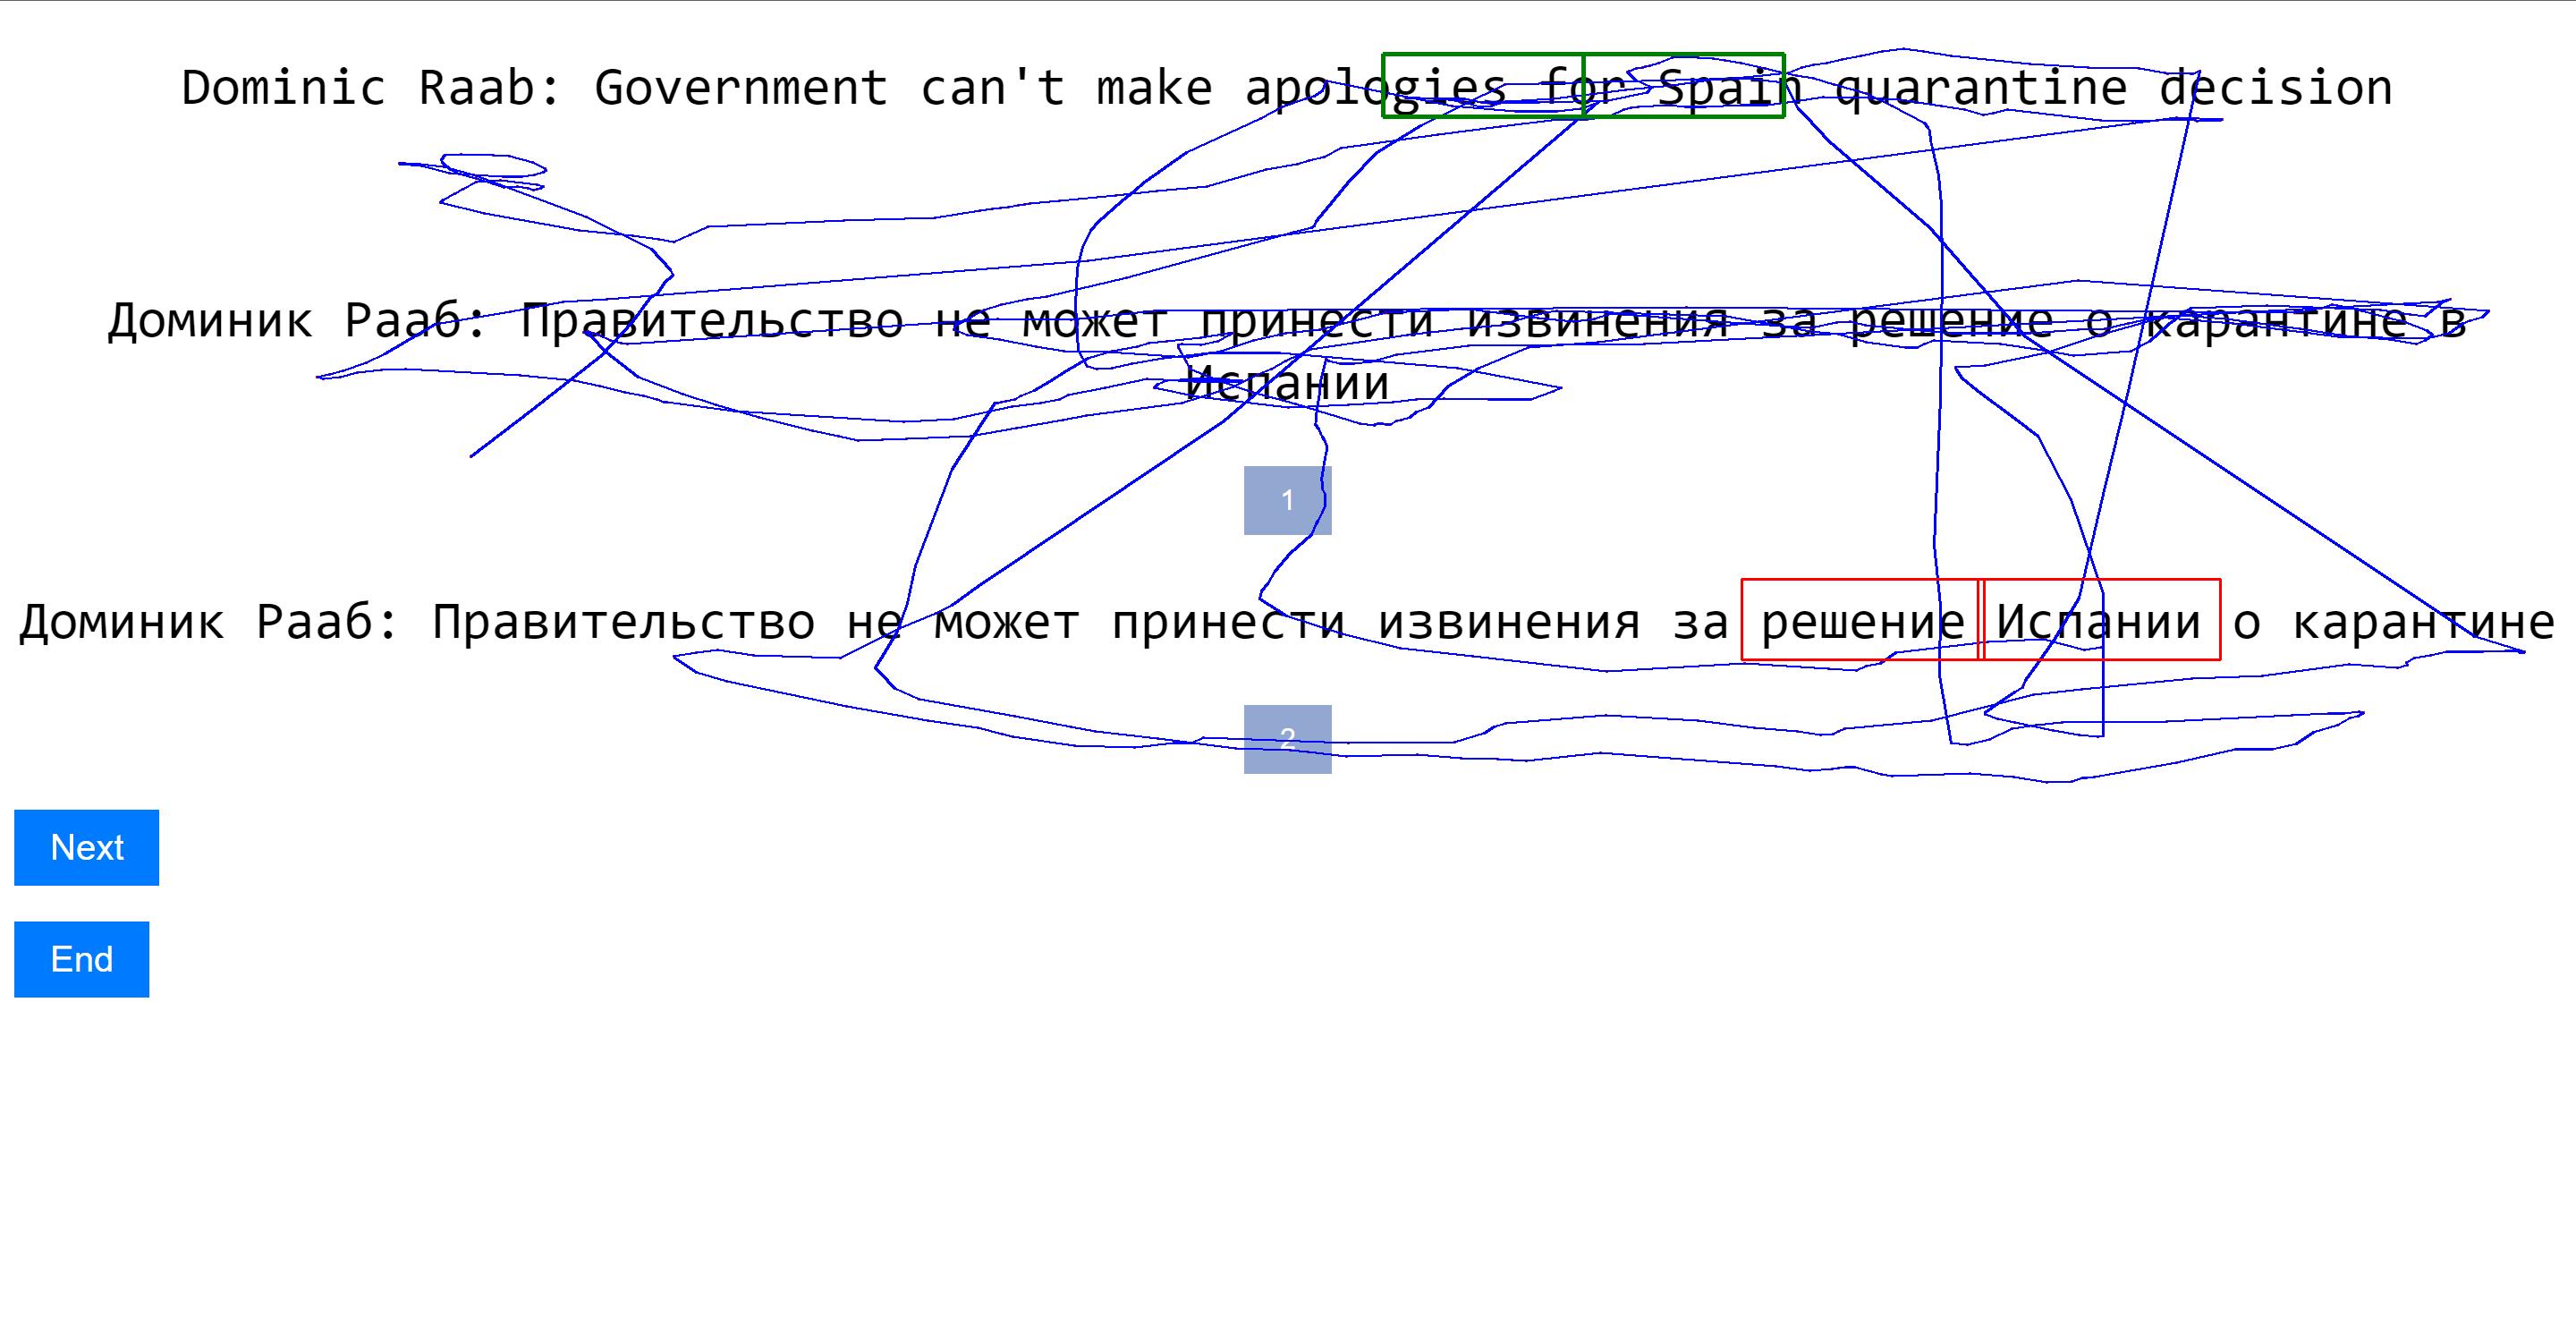 Dominic Raab: Government can't make apologies for Spain quarantine decision
Доминик Рааб: Правительство не может принести извинения за решение о карантине в
Испании
1
Доминик Рааб: Правительство не может принести извинения за решение Испании о карантине
2
Next
End